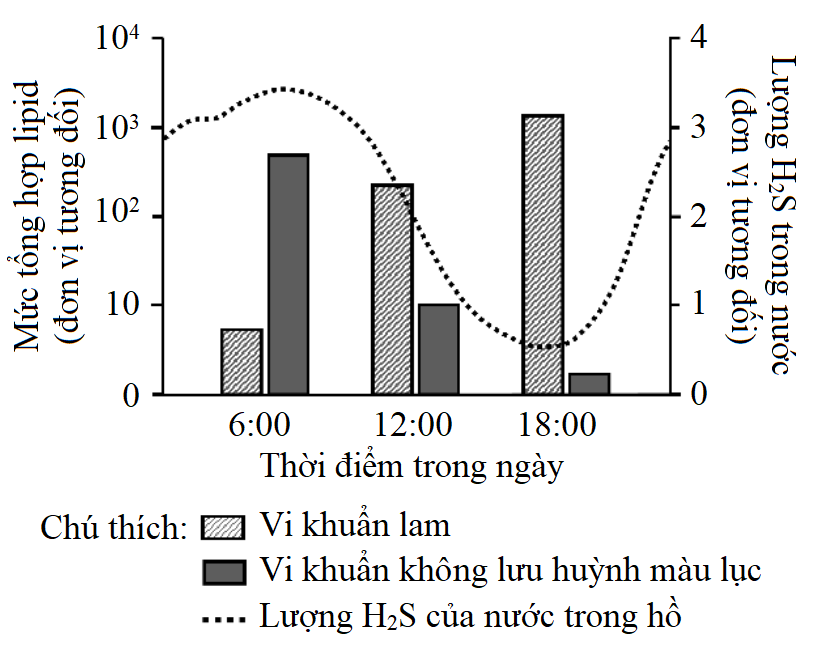 Mức tổng hợp lipid
(đơn vị tương đối)
10⁴
10³
10²
10
0
4
3
2
1
0
Lượng H₂S trong nước
(đơn vị tương đối)
6:00 12:00 18:00
Thời điểm trong ngày
Chú thích: Vi khuẩn lam
Vi khuẩn không lưu huỳnh màu lục
Lượng H₂S của nước trong hồ